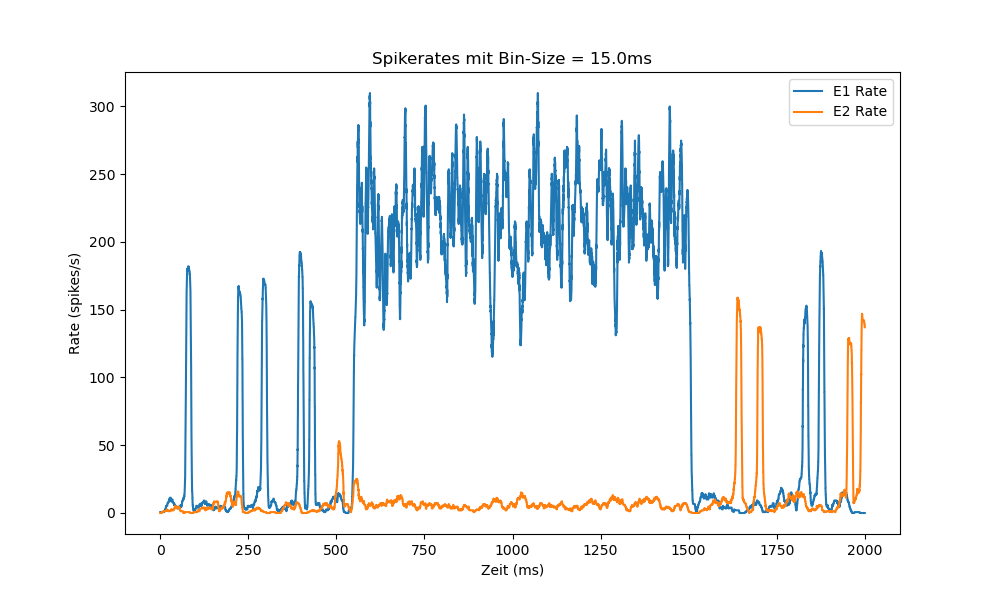 Spikerates mit Bin-Size = 15.0ms
E1 Rate
E2 Rate
300
250
200
150
100
50
0
Rate (spikes/s)
0 250 500 750 1000 1250 1500 1750 2000
Zeit (ms)